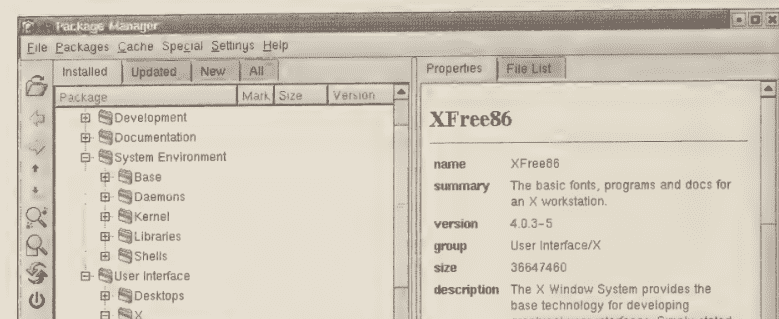 Package Manager
File Packages Cache Special Settings Help
Installed Updated New All
Package Mark Size Version
Development
Documentation
System Environment
Base
Daemons
Kernel
Libraries
Shells
User Interface
Desktops
X
Properties File List
XFree86
name XFree86
summary The basic fonts, programs and docs for
an X workstation.
version 4.0.3-5
group User Interface/X
size 36647460
description The X Window System provides the
base technology for developing